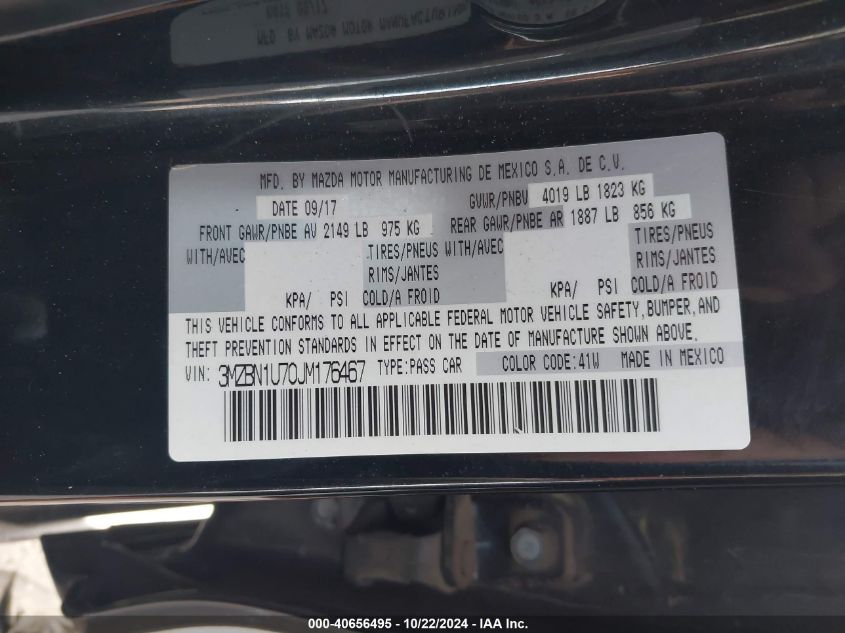 MFD. BY MAZDA MOTOR MANUFACTURING DE MEXICO S.A. DE C.V.
DATE 09/17 GVWR/PNBV 4019 LB 1823 KG
FRONT GAWR/PNBE AV 2149 LB 975 KG REAR GAWR/PNBE AR 1887 LB 856 KG
WITH/AVEC TIRES/PNEUS WITH/AVEC TIRES/PNEUS
RIMS/JANTES RIMS/JANTES
KPA/ PSI COLD/A FROID KPA/ PSI COLD/A FROID
THIS VEHICLE CONFORMS TO ALL APPLICABLE FEDERAL MOTOR VEHICLE SAFETY, BUMPER, AND
THEFT PREVENTION STANDARDS IN EFFECT ON THE DATE OF MANUFACTURE SHOWN ABOVE.
VIN: 3MZBN1U70JM176467 TYPE:PASS CAR COLOR CODE:41W MADE IN MEXICO
000-40656495 - 10/22/2024 - IAA Inc.